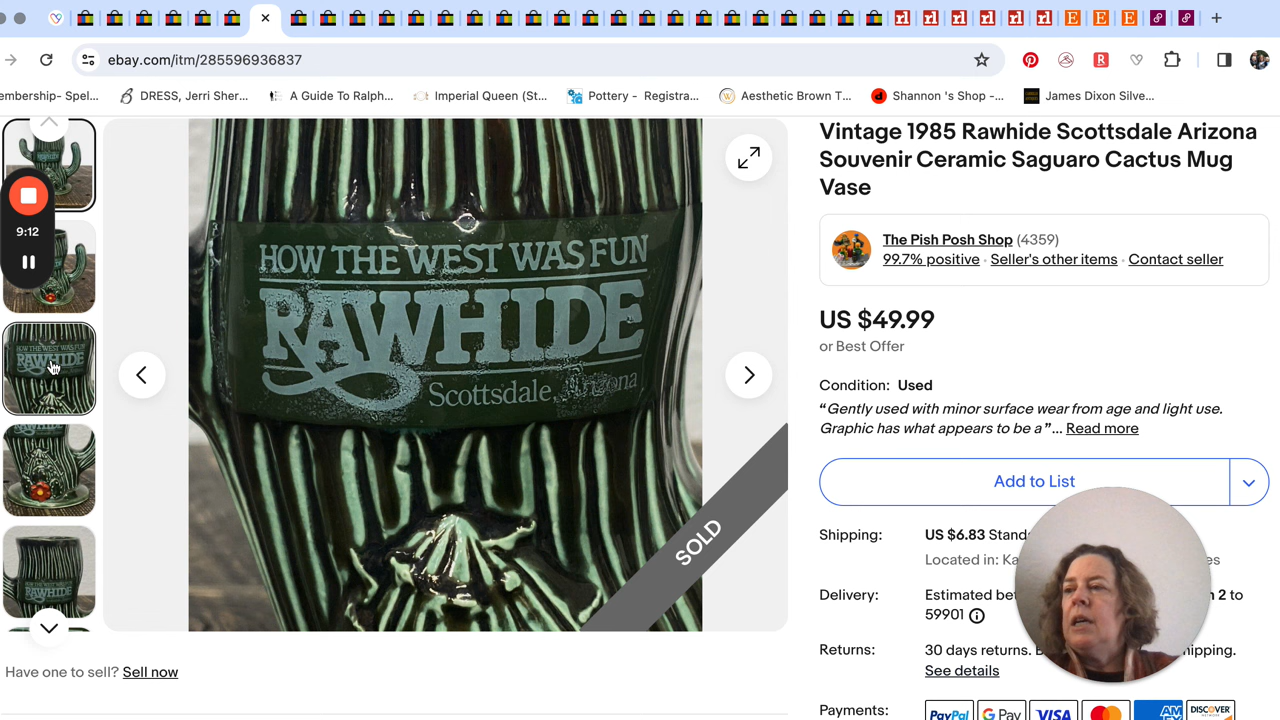 ebay.com/itm/285596936837
embership- Spel...
DRESS, Jerri Sher...
A Guide To Ralph...
Imperial Queen (St...
Pottery - Registra...
Aesthetic Brown T...
Shannon 's Shop -...
James Dixon Silve...
9:12
HOW THE WEST WAS FUN
RAWHIDE
Scottsdale, Arizona
SOLD
Have one to sell? Sell now
Vintage 1985 Rawhide Scottsdale Arizona
Souvenir Ceramic Saguaro Cactus Mug
Vase
The Pish Posh Shop (4359)
99.7% positive · Seller's other items · Contact seller
US $49.99
or Best Offer
Condition: Used
“Gently used with minor surface wear from age and light use.
Graphic has what appears to be a” ... Read more
Add to List
Shipping: US $6.83
Located in:
Delivery: Estimated 2 to
59901
Returns: 30 days returns.
See details
Payments: PayPal G Pay VISA DISCOVER